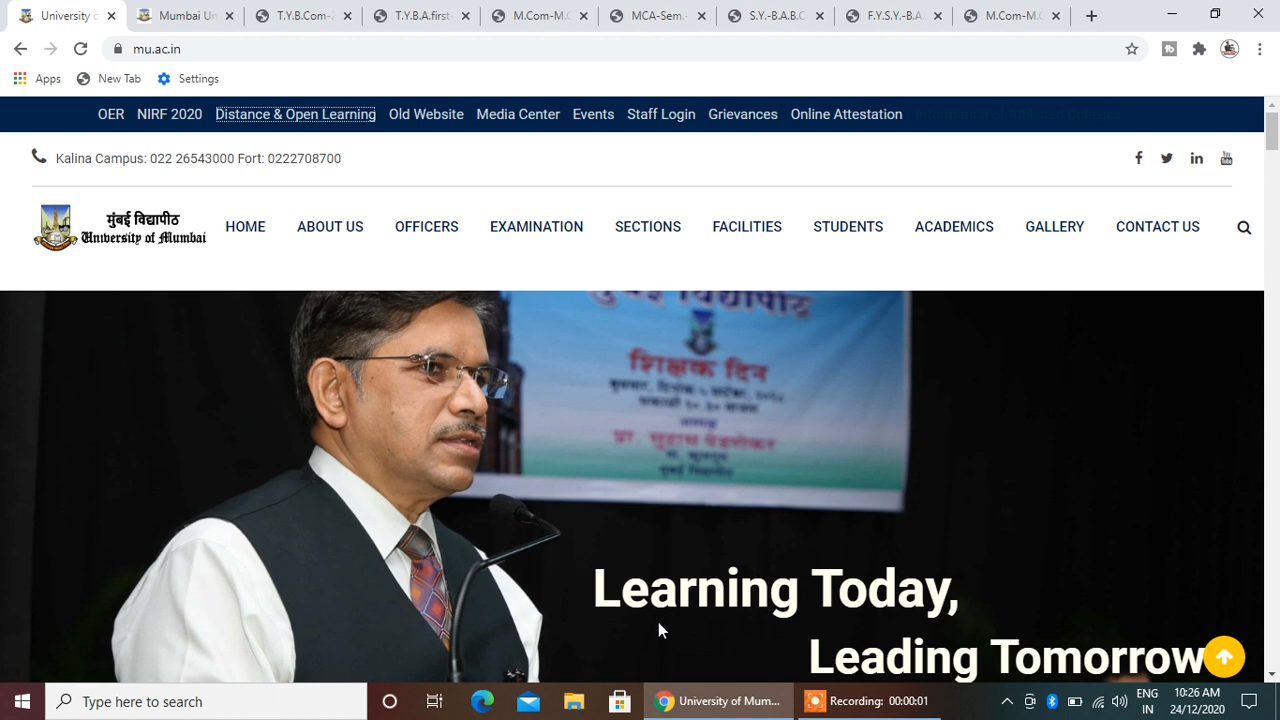 University o
Mumbai Un
T.Y.B.Com-
T.Y.B.A.first-
M.Com-M.C
MCA-Sem.-
S.Y.-B.A.B.C
F.Y.S.Y.-B.A
M.Com-M.C
mu.ac.in
Apps New Tab Settings
OER NIRF 2020 Distance & Open Learning Old Website Media Center Events Staff Login Grievances Online Attestation
Kalina Campus: 022 26543000 Fort: 0222708700
मुंबई विद्यापीठ
University of Mumbai
HOME ABOUT US OFFICERS EXAMINATION SECTIONS FACILITIES STUDENTS ACADEMICS GALLERY CONTACT US
मुंबई विद्यापीठ
शिक्षक दिन
Learning Today,
Leading Tomorrow
Type here to search
University of Mum...
Recording: 00:00:01
ENG
IN
10:26 AM
24/12/2020